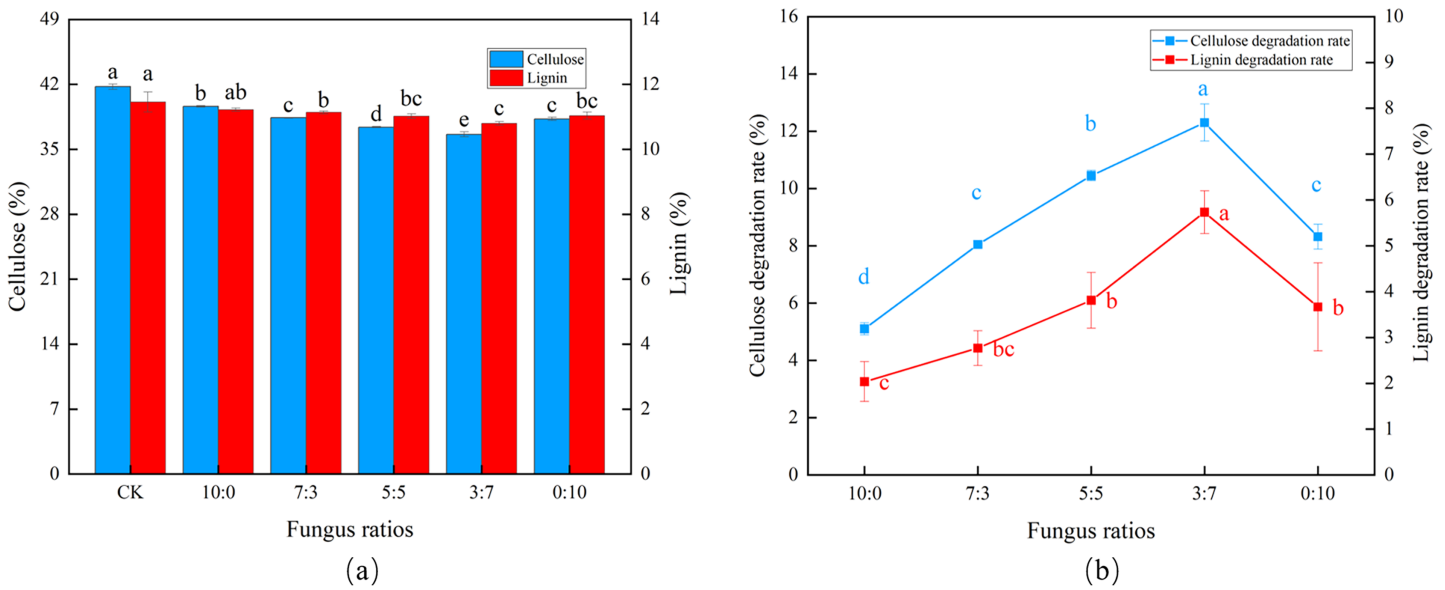 49
42
35
28
21
14
7
0
Cellulose (%)
14
12
10
8
6
4
2
0
Lignin (%)
Cellulose
Lignin
a a b ab c b d bc e c c bc
CK 10:0 7:3 5:5 3:7 0:10
Fungus ratios
(a)
16
14
12
10
8
6
4
2
0
Cellulose degradation rate (%)
10
9
8
7
6
5
4
3
2
1
0
Lignin degradation rate (%)
Cellulose degradation rate
Lignin degradation rate
d c b a c
c bc b a b
10:0 7:3 5:5 3:7 0:10
Fungus ratios
(b)